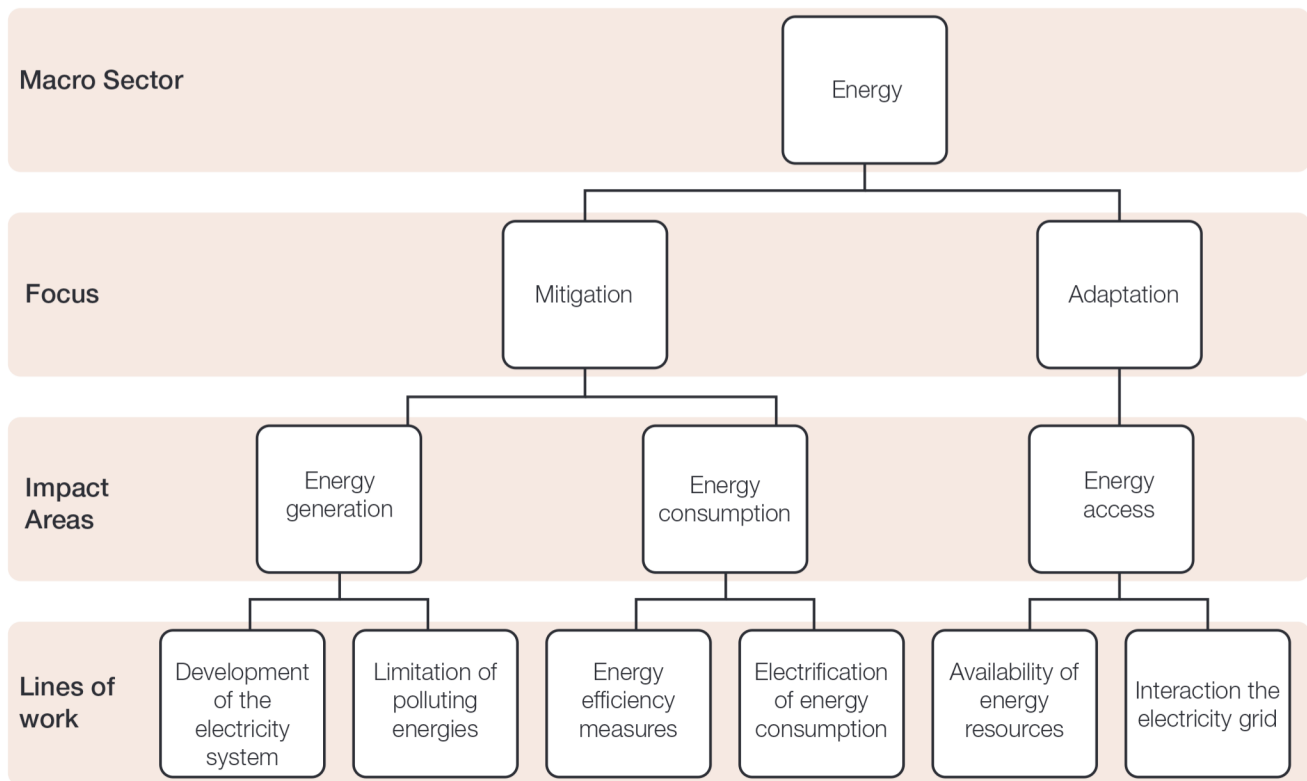 Macro Sector
Energy
Focus
Mitigation
Adaptation
Impact
Areas
Energy
generation
Energy
consumption
Energy
access
Lines of
work
Development
of the
electricity
system
Limitation of
polluting
energies
Energy
efficiency
measures
Electrification
of energy
consumption
Availability of
energy
resources
Interaction the
electricity grid